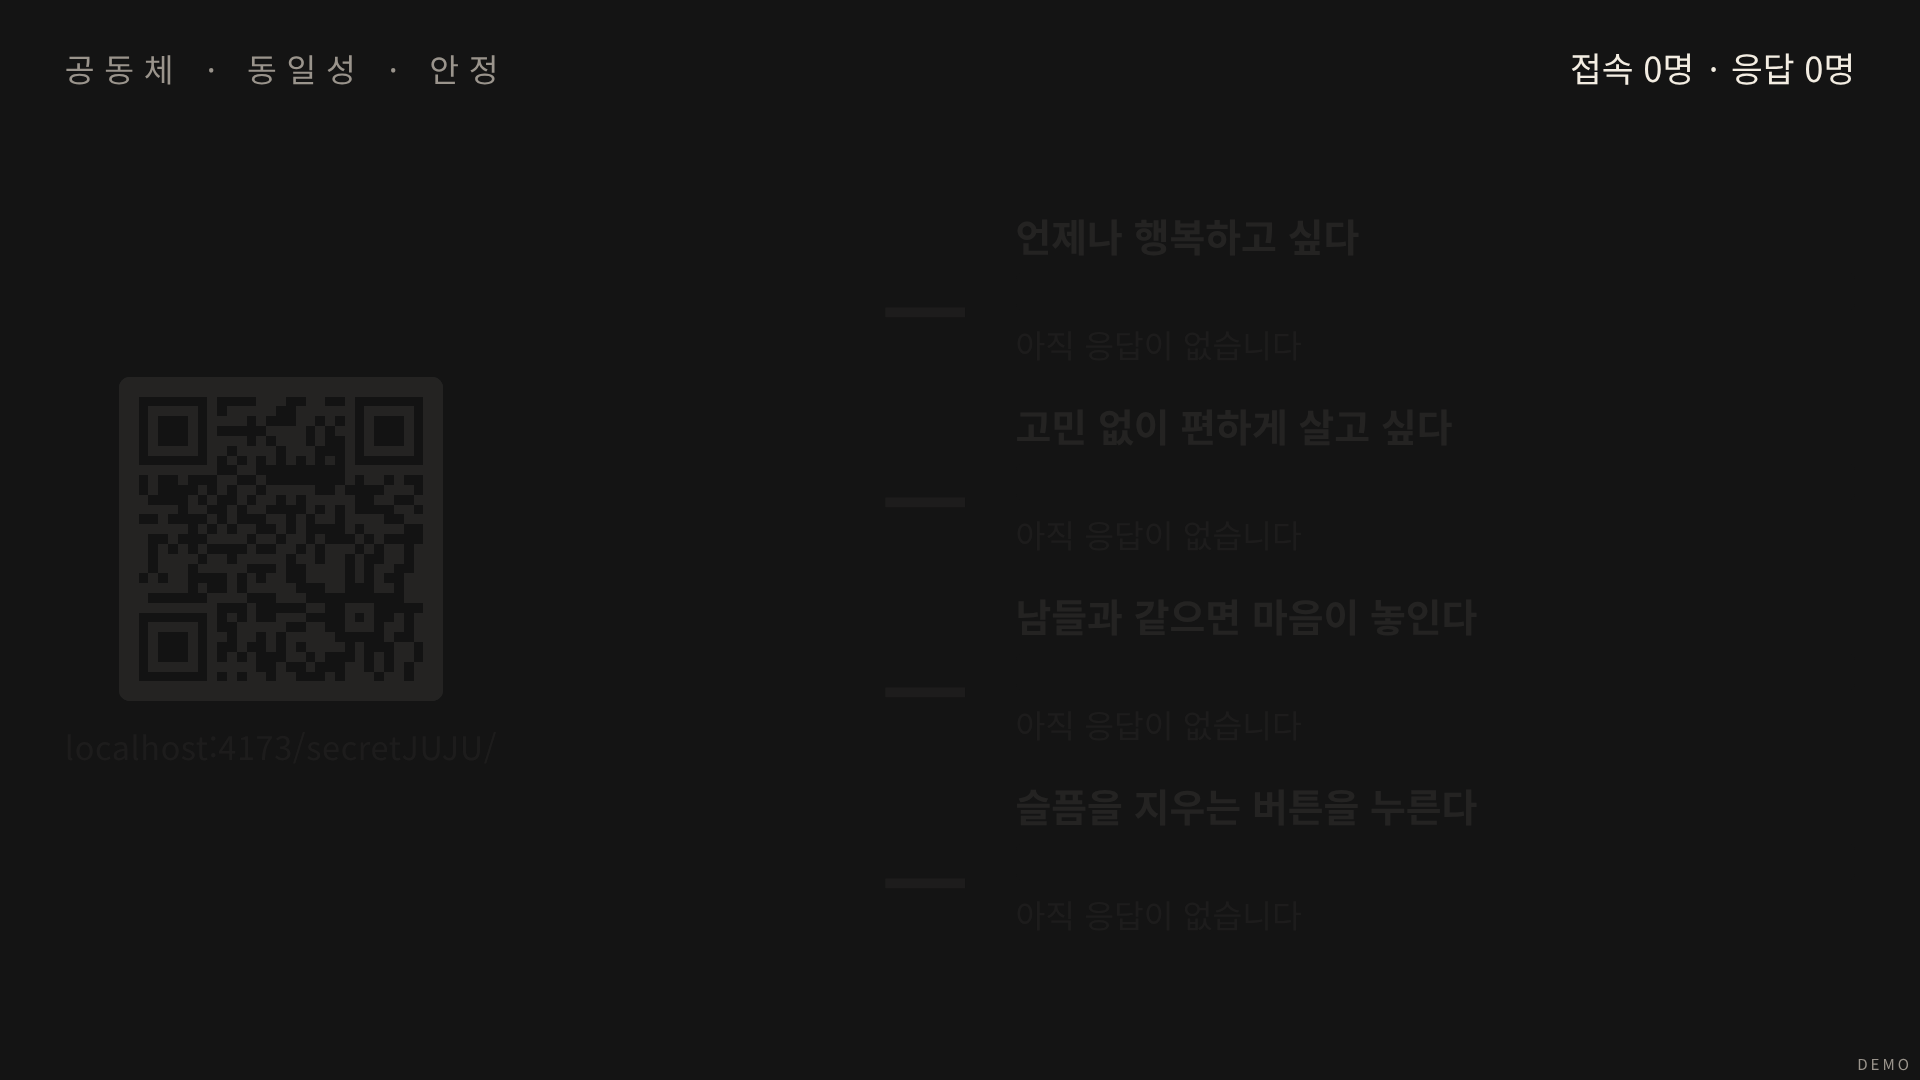 공동체 · 동일성 · 안정
접속 0명 · 응답 0명
언제나 행복하고 싶다
아직 응답이 없습니다
고민 없이 편하게 살고 싶다
아직 응답이 없습니다
남들과 같으면 마음이 놓인다
아직 응답이 없습니다
슬픔을 지우는 버튼을 누른다
아직 응답이 없습니다
localhost:4173/secretJUJU/
DEMO